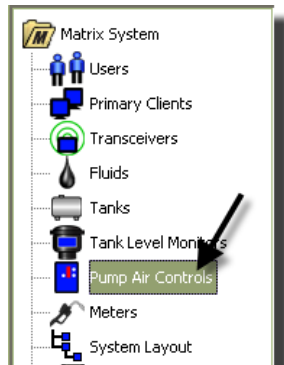 Matrix System
Users
Primary Clients
Transceivers
Fluids
Tanks
Tank Level Monitors
Pump Air Controls
Meters
System Layout